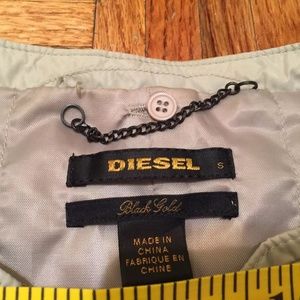 DIESEL S
Black Gold
MADE IN
CHINA
FABRIQUE EN
CHINE